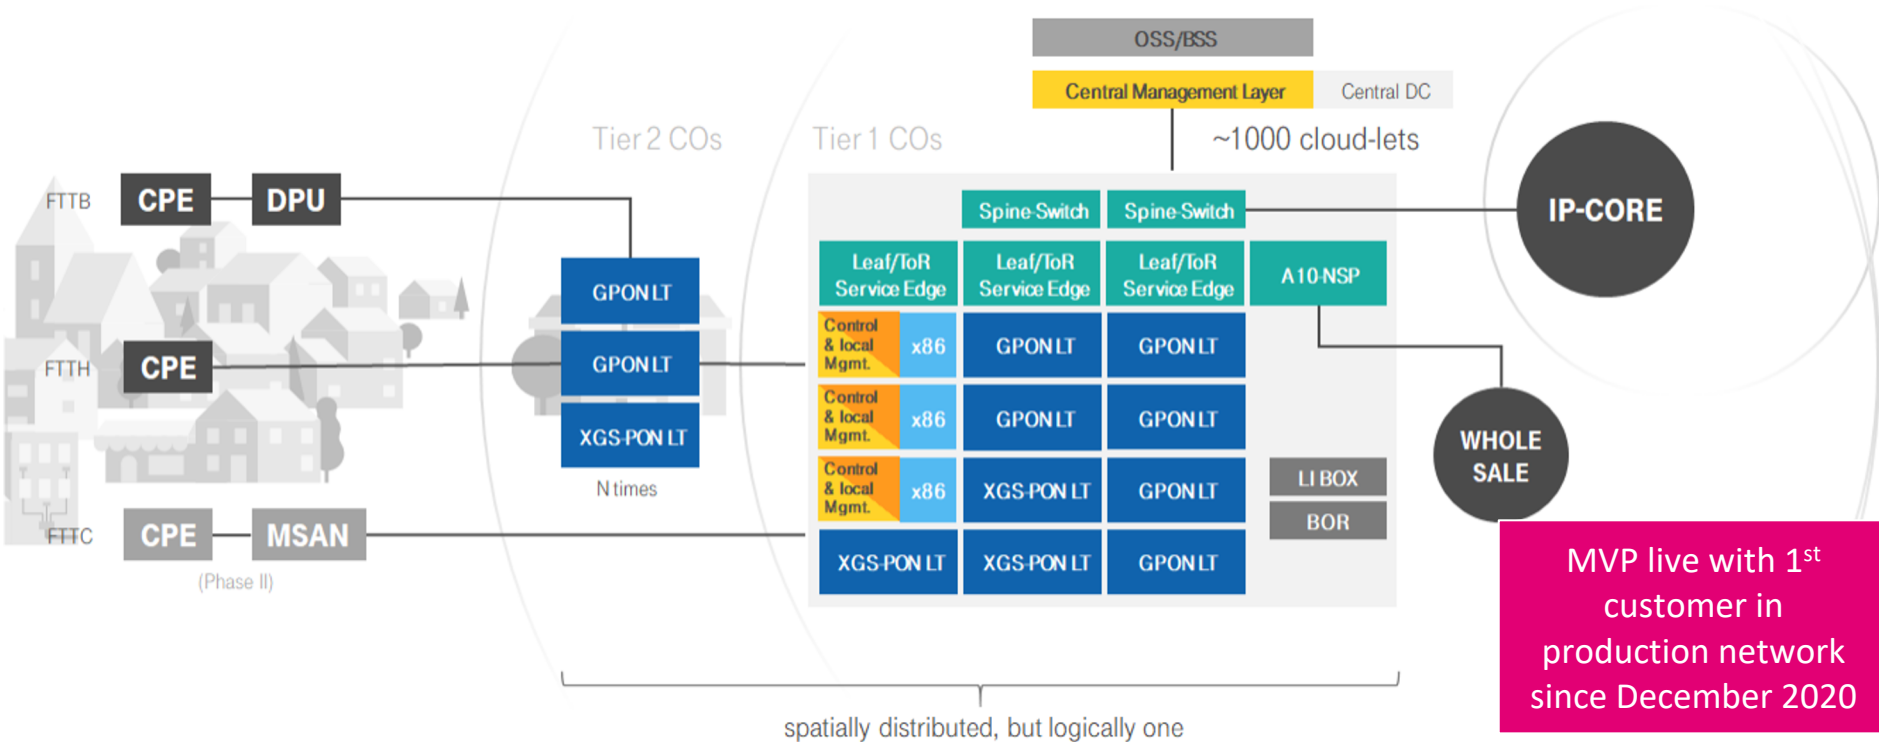 OSS/BSS
Central Management Layer
Central DC
Tier 2 COs
Tier 1 COs
~1000 cloud-lets
FTTB
CPE
DPU
Spine-Switch
Spine-Switch
IP-CORE
GPON LT
Leaf/ToR
Service Edge
Leaf/ToR
Service Edge
Leaf/ToR
Service Edge
A10-NSP
FTTH
CPE
GPON LT
Control
& local
Mgmt.
x86
GPON LT
GPON LT
XGS-PON LT
Control
& local
Mgmt.
x86
GPON LT
GPON LT
WHOLE
SALE
N times
Control
& local
Mgmt.
x86
XGS-PON LT
GPON LT
LI BOX
BOR
FTTC
CPE
MSAN
(Phase II)
XGS-PON LT
XGS-PON LT
GPON LT
MVP live with 1st
customer in
production network
since December 2020
spatially distributed, but logically one